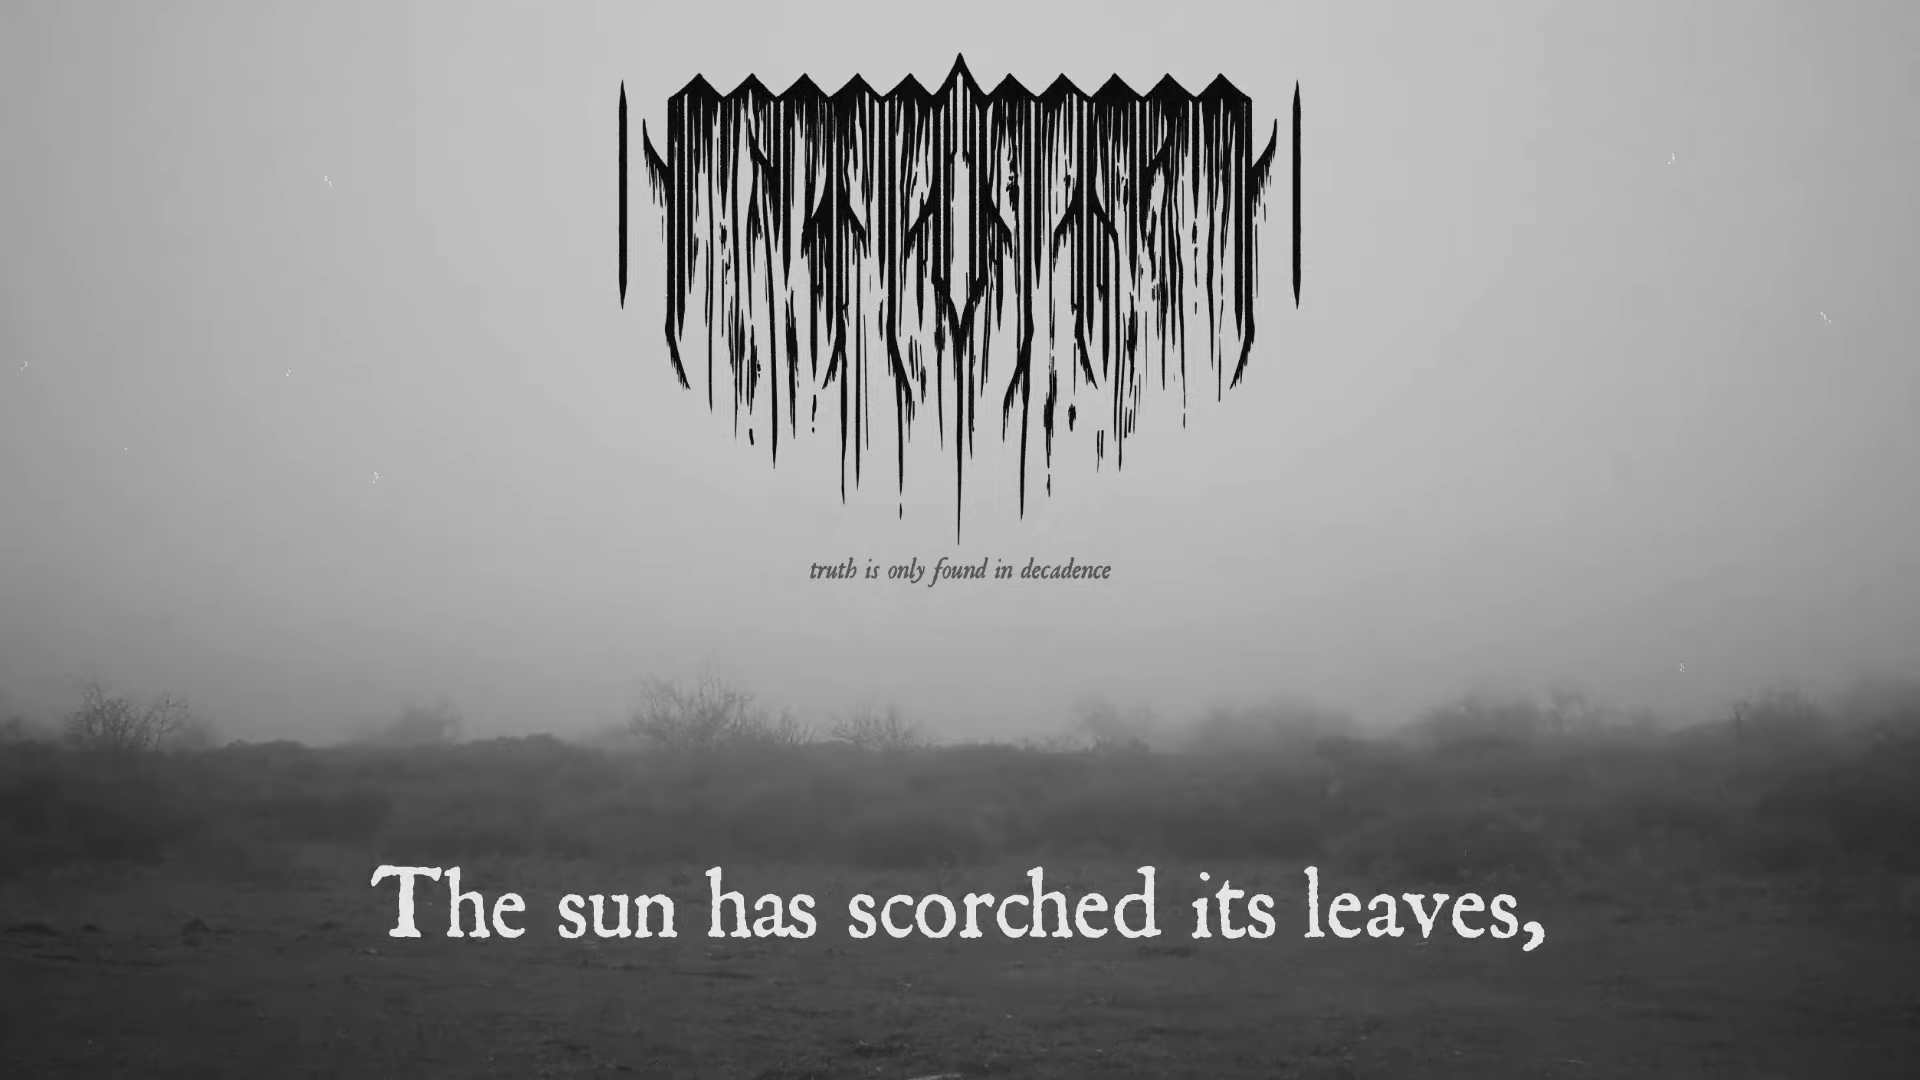 truth is only found in decadence
The sun has scorched its leaves,